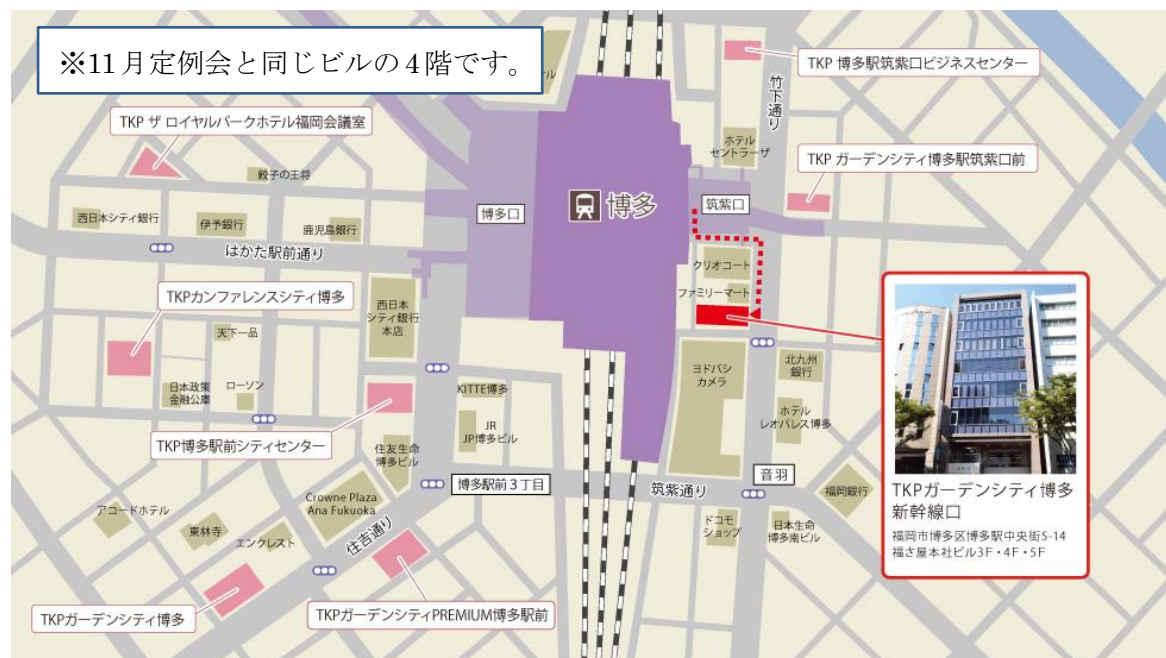 ※11月定例会と同じビルの4階です。
ル
TKP 博多駅筑紫口ビジネスセンター
竹下通り
TKP ザ ロイヤルパークホテル福岡会議室
ホテル
セントラーザ
TKP ガーデンシティ博多駅筑紫口前
餃子の王将
博多
博多口
筑紫口
西日本シティ銀行
伊予銀行
鹿児島銀行
はかた駅前通り
クリオコート
ファミリーマート
TKPカンファレンスシティ博多
西日本
シティ銀行
本店
天下一品
日本政策
金融公庫
ローソン
KITTE博多
ヨドバシ
カメラ
北九州
銀行
ホテル
レオパレス博多
JR
JP博多ビル
TKP博多駅前シティセンター
住友生命
博多ビル
博多駅前3丁目
筑紫通り
音羽
福岡銀行
Crowne Plaza
Ana Fukuoka
アコードホテル
東林寺
エンクレスト
住吉通り
ドコモ
ショップ
日本生命
博多南ビル
TKPガーデンシティ博多
新幹線口
福岡市博多区博多駅中央街5-14
福さ屋本社ビル3F・4F・5F
TKPガーデンシティ博多
TKPガーデンシティPREMIUM博多駅前